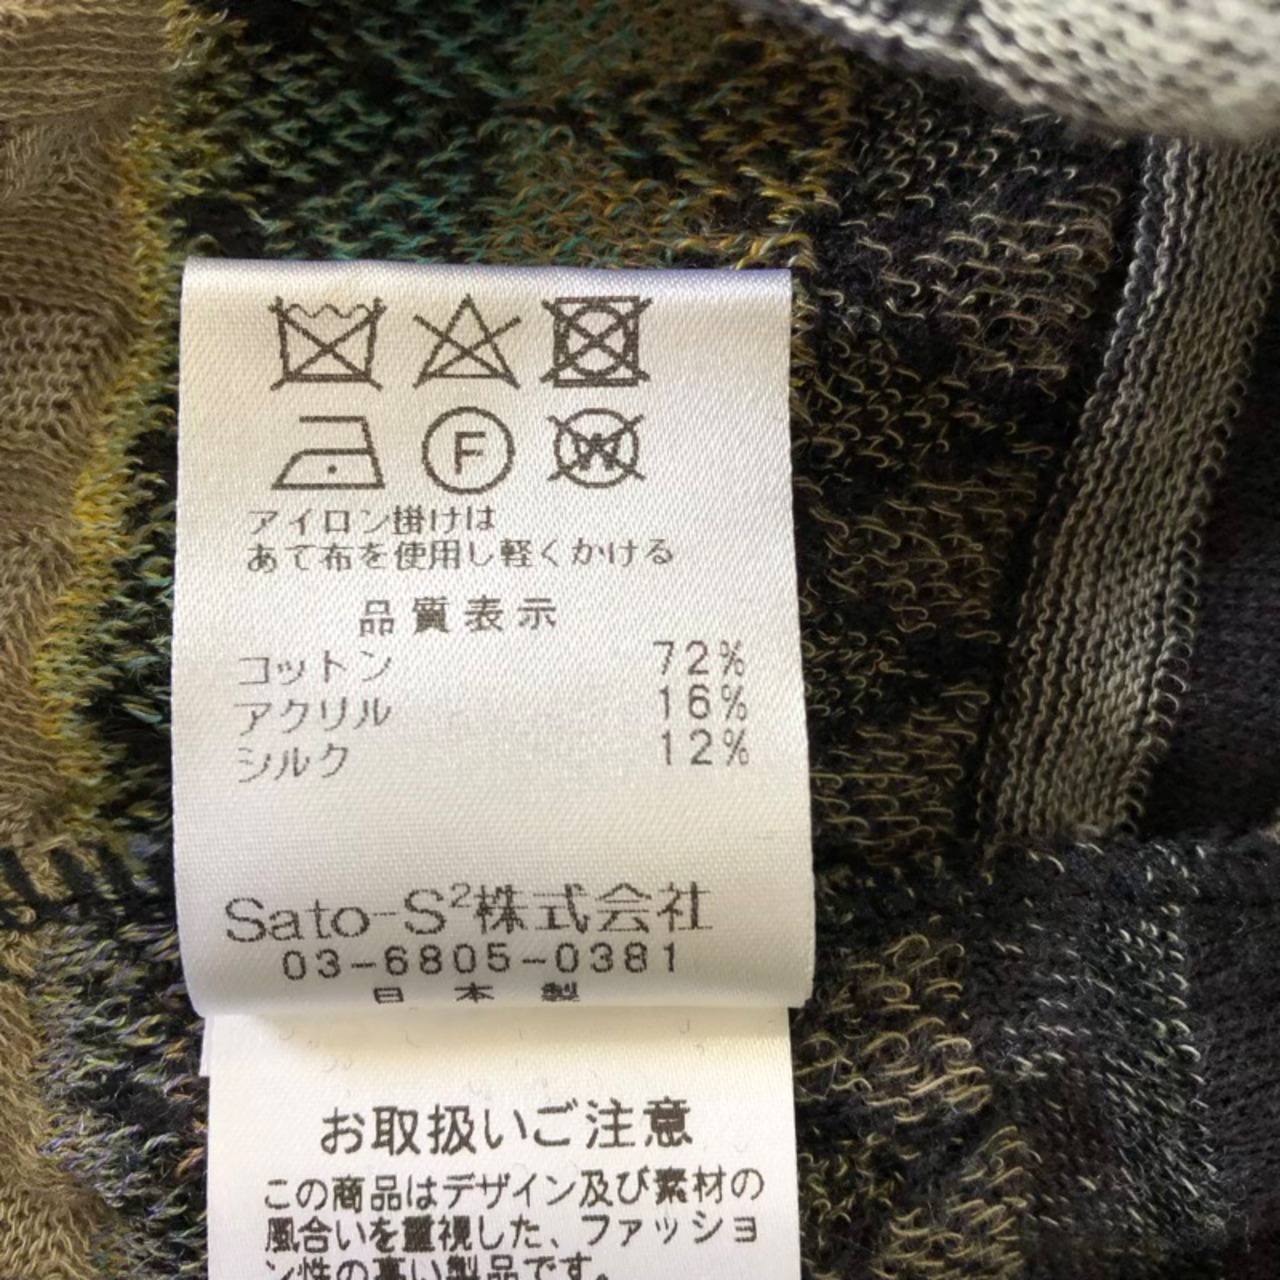 F
W
アイロン掛けは
あて布を使用し軽くかける
品質表示
コットン 72%
アクリル 16%
シルク 12%
Sato-S²株式会社
03-6805-0381
日本製
お取扱いご注意
この商品はデザイン及び素材の
風合いを重視した、ファッショ
ン性の高い製品です。